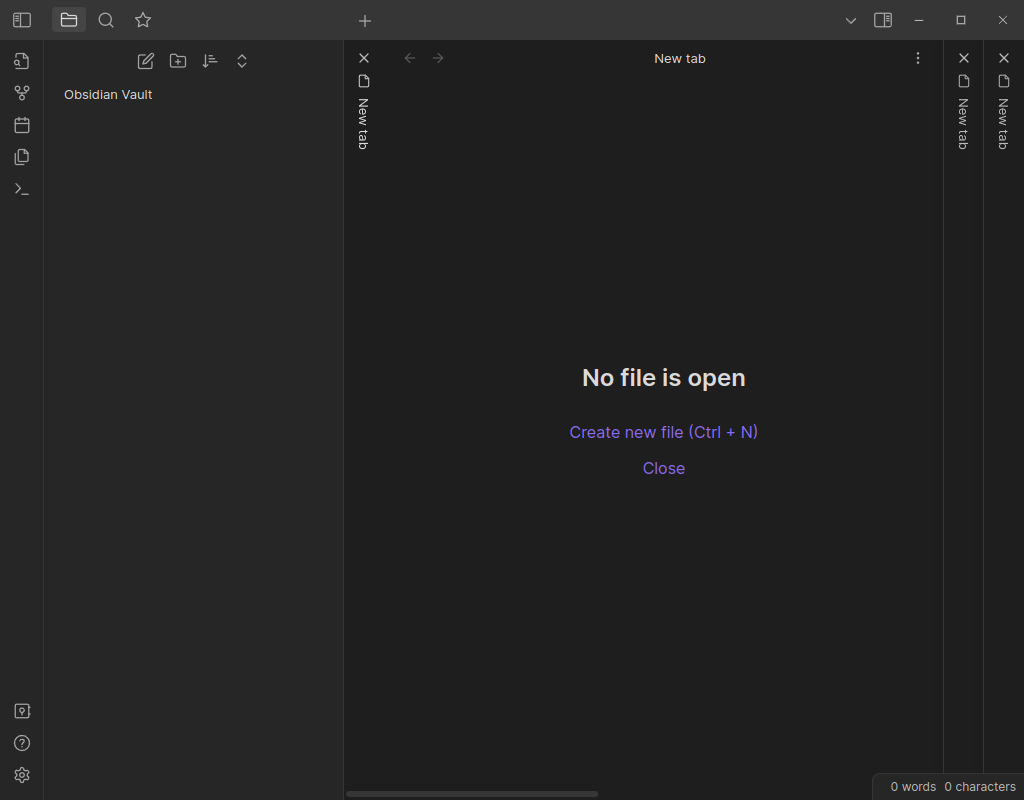 Obsidian Vault
New tab
New tab
No file is open
Create new file (Ctrl + N)
Close
New tab
New tab
0 words 0 characters